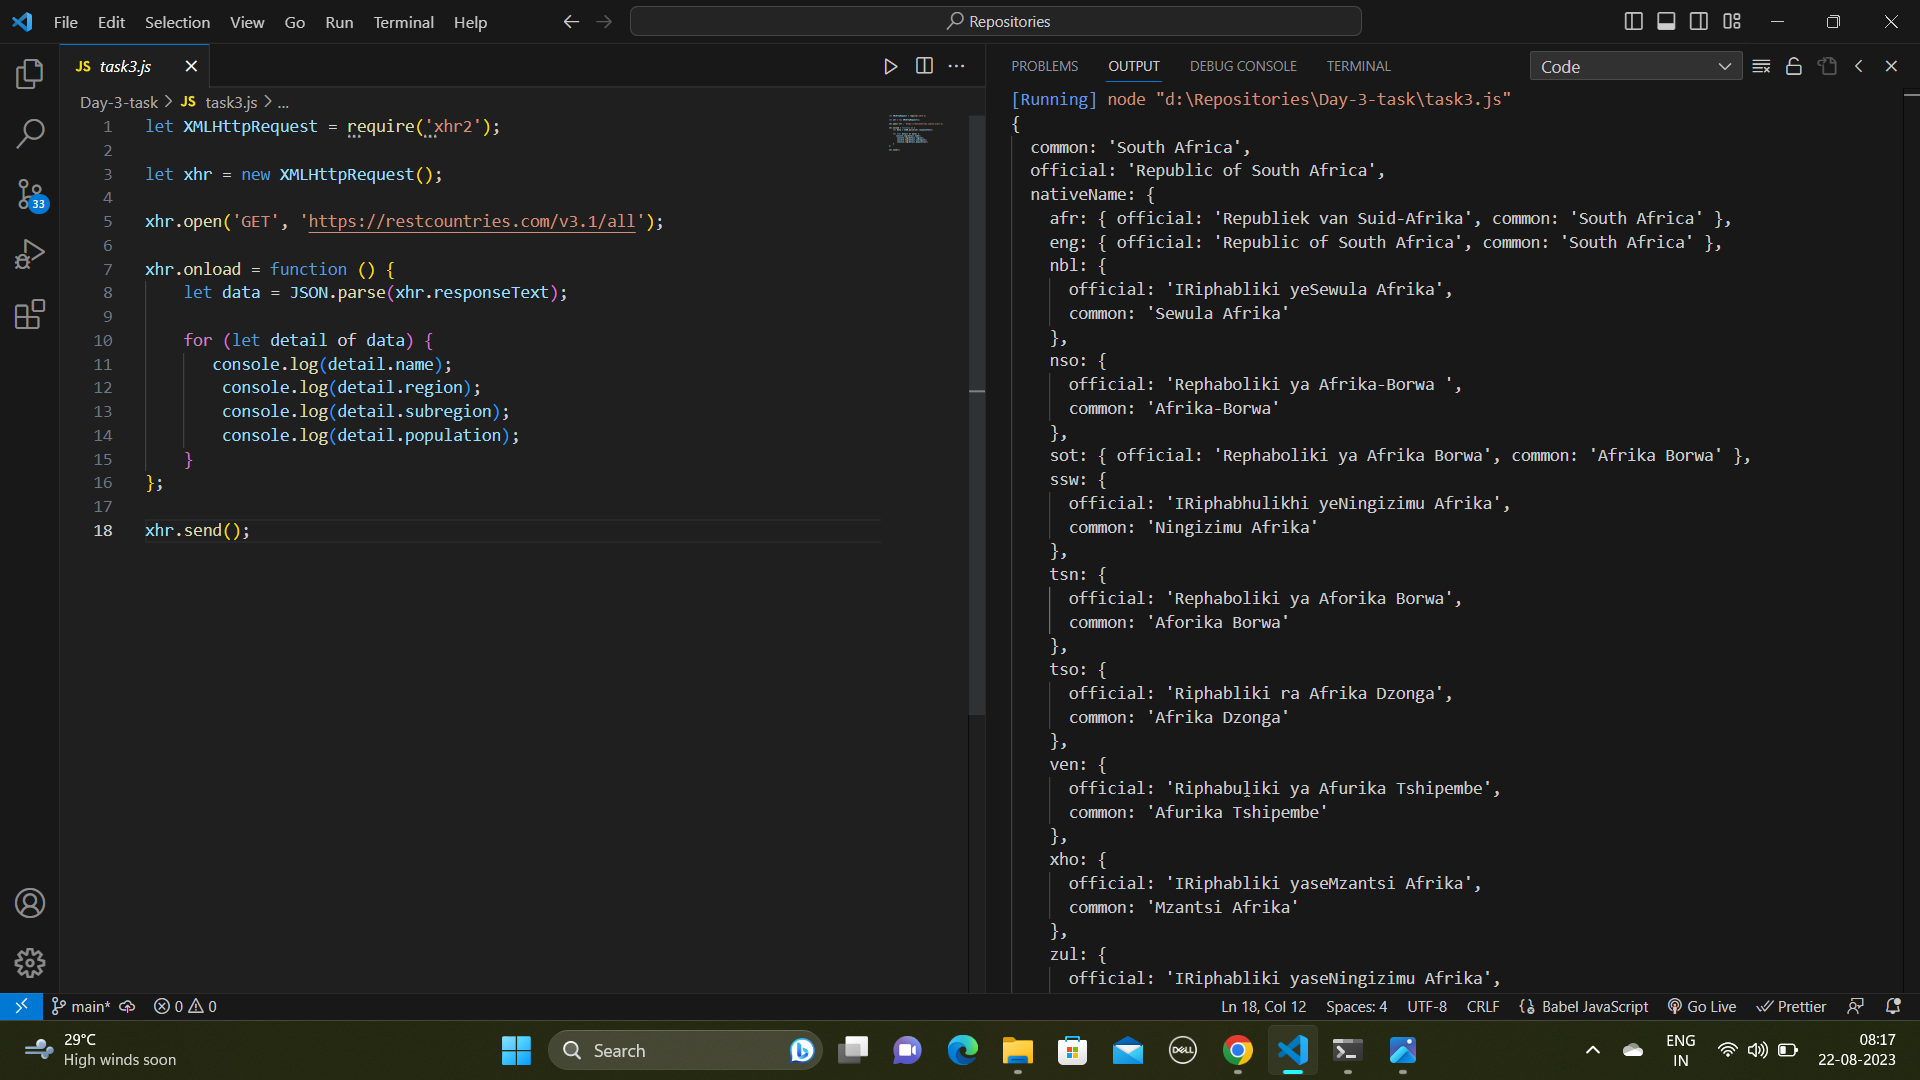 File Edit Selection View Go Run Terminal Help
Repositories
JS task3.js
Day-3-task > JS task3.js > ...
1 let XMLHttpRequest = require('xhr2');
2
3 let xhr = new XMLHttpRequest();
4
5 xhr.open('GET', 'https://restcountries.com/v3.1/all');
6
7 xhr.onload = function () {
8 let data = JSON.parse(xhr.responseText);
9
10 for (let detail of data) {
11 console.log(detail.name);
12 console.log(detail.region);
13 console.log(detail.subregion);
14 console.log(detail.population);
15 }
16 };
17
18 xhr.send();
PROBLEMS OUTPUT DEBUG CONSOLE TERMINAL
Code
[Running] node "d:\Repositories\Day-3-task\task3.js"
{
common: 'South Africa',
official: 'Republic of South Africa',
nativeName: {
afr: { official: 'Republiek van Suid-Afrika', common: 'South Africa' },
eng: { official: 'Republic of South Africa', common: 'South Africa' },
nbl: {
official: 'IRiphabliki yeSewula Afrika',
common: 'Sewula Afrika'
},
nso: {
official: 'Rephaboliki ya Afrika-Borwa ',
common: 'Afrika-Borwa'
},
sot: { official: 'Rephaboliki ya Afrika Borwa', common: 'Afrika Borwa' },
ssw: {
official: 'IRiphabhulikhi yeNingizimu Afrika',
common: 'Ningizimu Afrika'
},
tsn: {
official: 'Rephaboliki ya Aforika Borwa',
common: 'Aforika Borwa'
},
tso: {
official: 'Riphabliki ra Afrika Dzonga',
common: 'Afrika Dzonga'
},
ven: {
official: 'Riphabuḽiki ya Afurika Tshipembe',
common: 'Afurika Tshipembe'
},
xho: {
official: 'IRiphabliki yaseMzantsi Afrika',
common: 'Mzantsi Afrika'
},
zul: {
official: 'IRiphabliki yaseNingizimu Afrika',
33
main* 0 0
Ln 18, Col 12 Spaces: 4 UTF-8 CRLF {} Babel JavaScript Go Live Prettier
29°C
High winds soon
Search
DELL
ENG
IN
08:17
22-08-2023